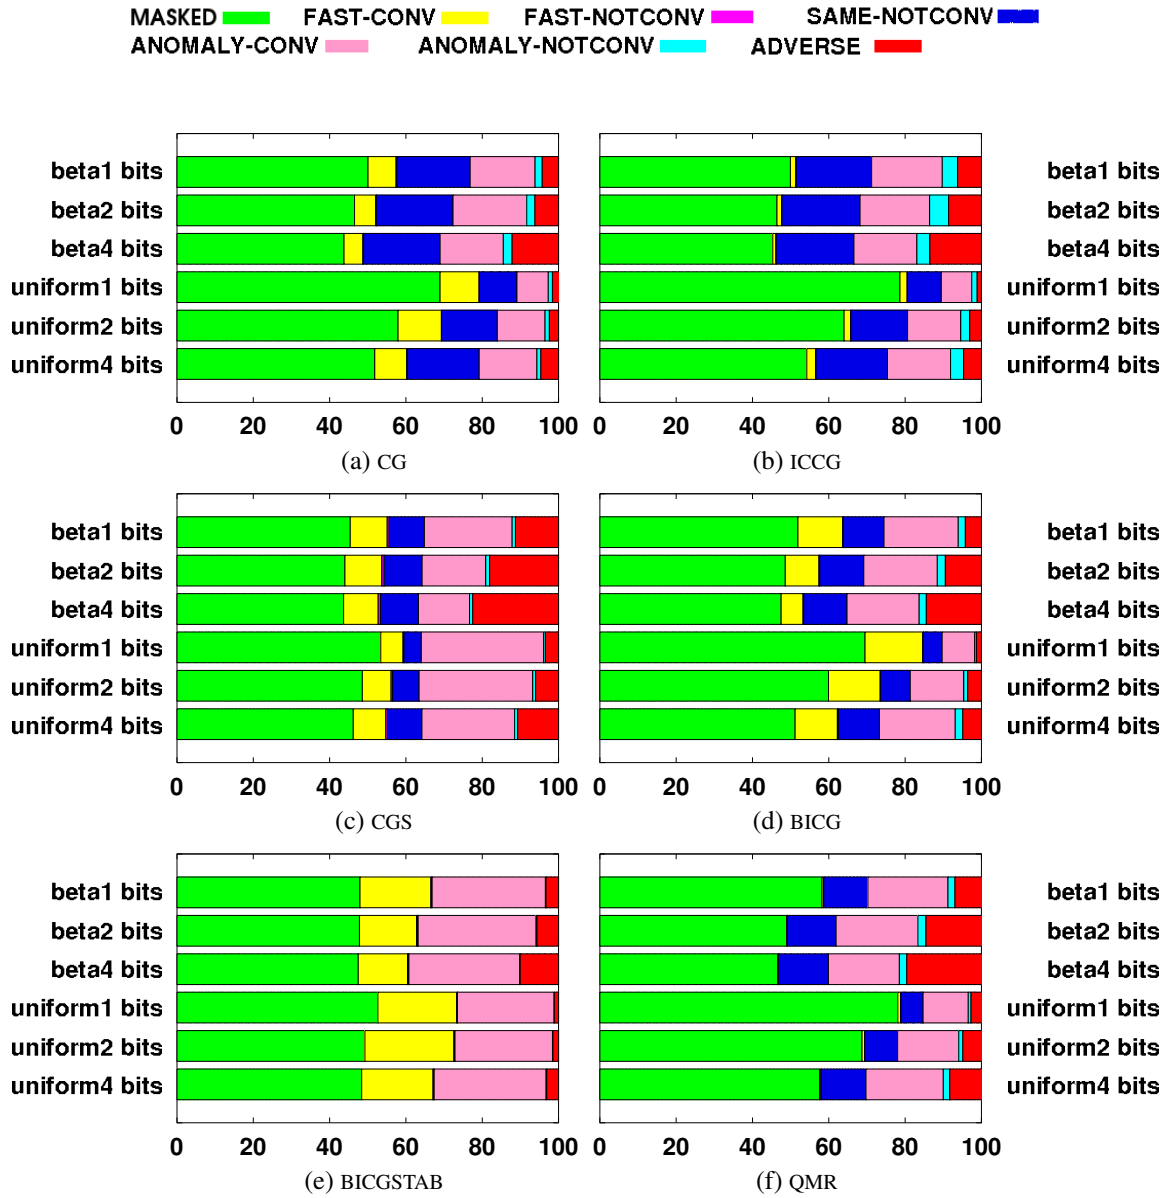 MASKED FAST-CONV FAST-NOTCONV SAME-NOTCONV
ANOMALY-CONV ANOMALY-NOTCONV ADVERSE
beta1 bits beta1 bits
beta2 bits beta2 bits
beta4 bits beta4 bits
uniform1 bits uniform1 bits
uniform2 bits uniform2 bits
uniform4 bits uniform4 bits
0 20 40 60 80 100 0 20 40 60 80 100
(a) CG (b) ICCG
beta1 bits beta1 bits
beta2 bits beta2 bits
beta4 bits beta4 bits
uniform1 bits uniform1 bits
uniform2 bits uniform2 bits
uniform4 bits uniform4 bits
0 20 40 60 80 100 0 20 40 60 80 100
(c) CGS (d) BICG
beta1 bits beta1 bits
beta2 bits beta2 bits
beta4 bits beta4 bits
uniform1 bits uniform1 bits
uniform2 bits uniform2 bits
uniform4 bits uniform4 bits
0 20 40 60 80 100 0 20 40 60 80 100
(e) BICGSTAB (f) QMR